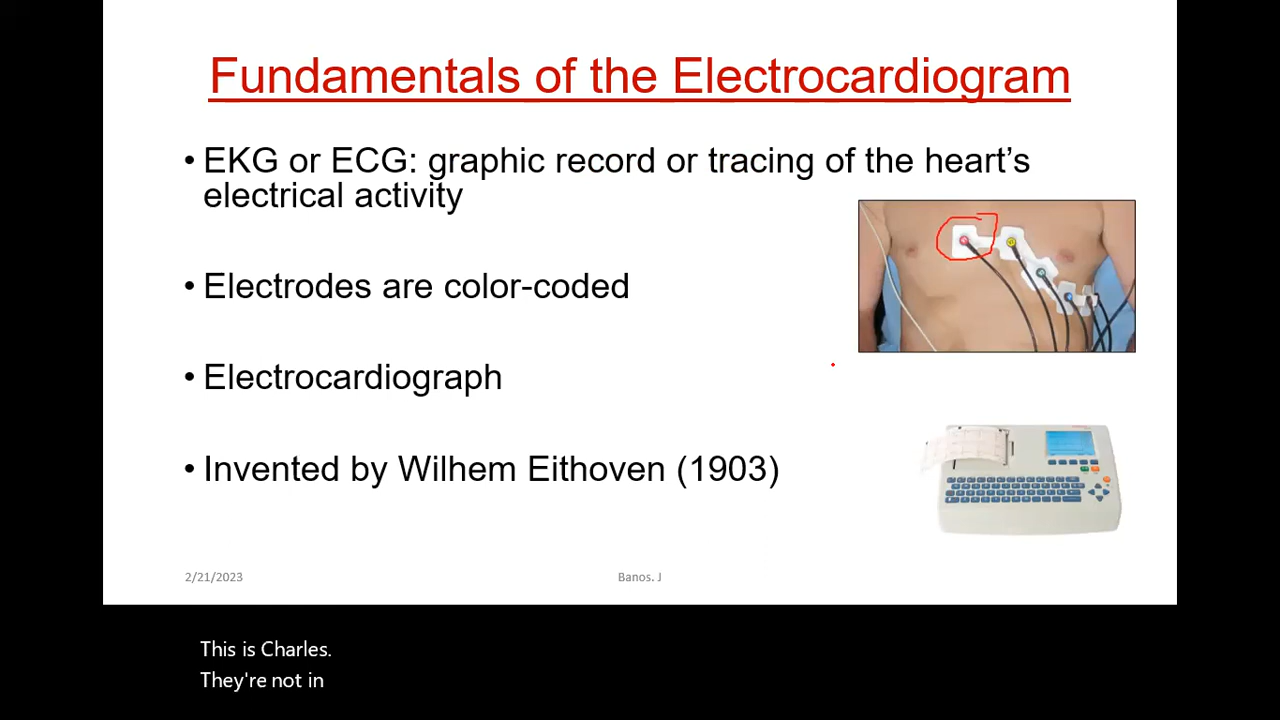 Fundamentals of the Electrocardiogram
• EKG or ECG: graphic record or tracing of the heart’s
electrical activity
• Electrodes are color-coded
• Electrocardiograph
• Invented by Wilhem Eithoven (1903)
2/21/2023
Banos. J
This is Charles.
They're not in